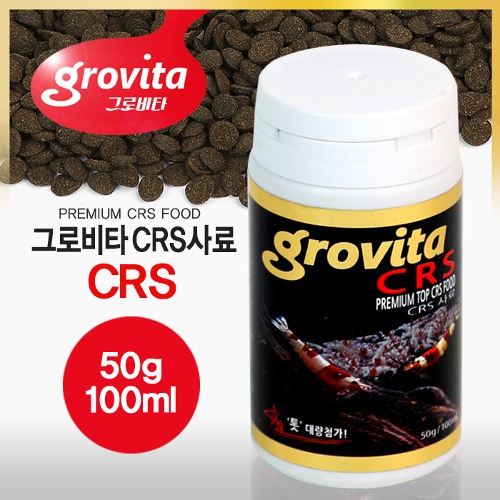 grovita
그로비타
PREMIUM CRS FOOD
그로비타 CRS사료
CRS
50g
100ml
grovita
CRS
PREMIUM TOP CRS FOOD
CRS 사료
'톳' 대량첨가!
50g/100ml